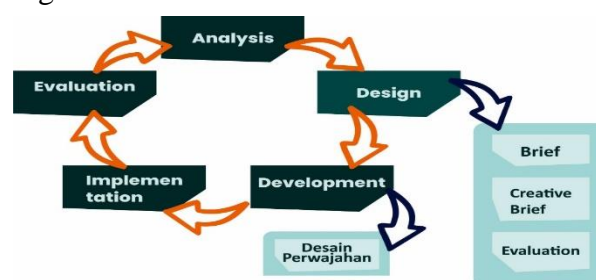 Analysis
Evaluation
Design
Implemen
tation
Development
Brief
Creative
Brief
Evaluation
Desain
Perwajahan